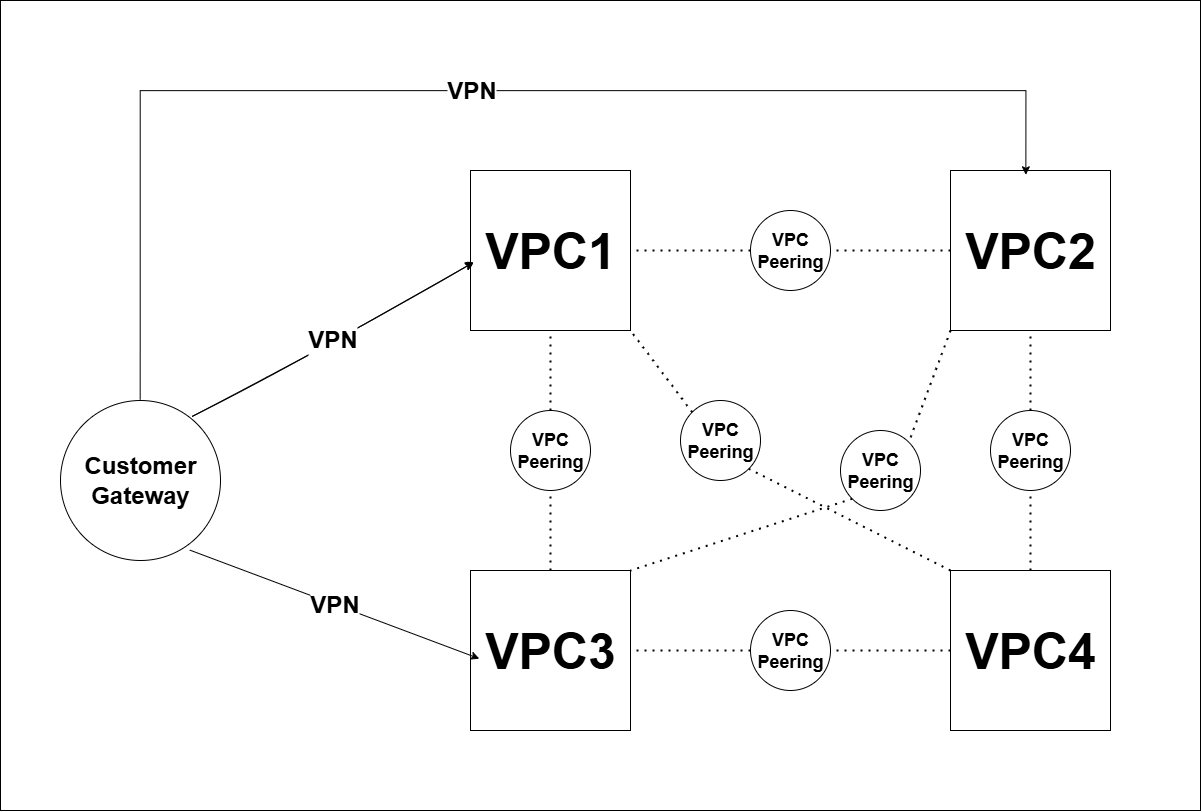 VPN
VPC1
VPC
Peering
VPC2
VPN
VPC
Peering
VPC
Peering
VPC
Peering
VPC
Peering
Customer
Gateway
VPN
VPC3
VPC
Peering
VPC4